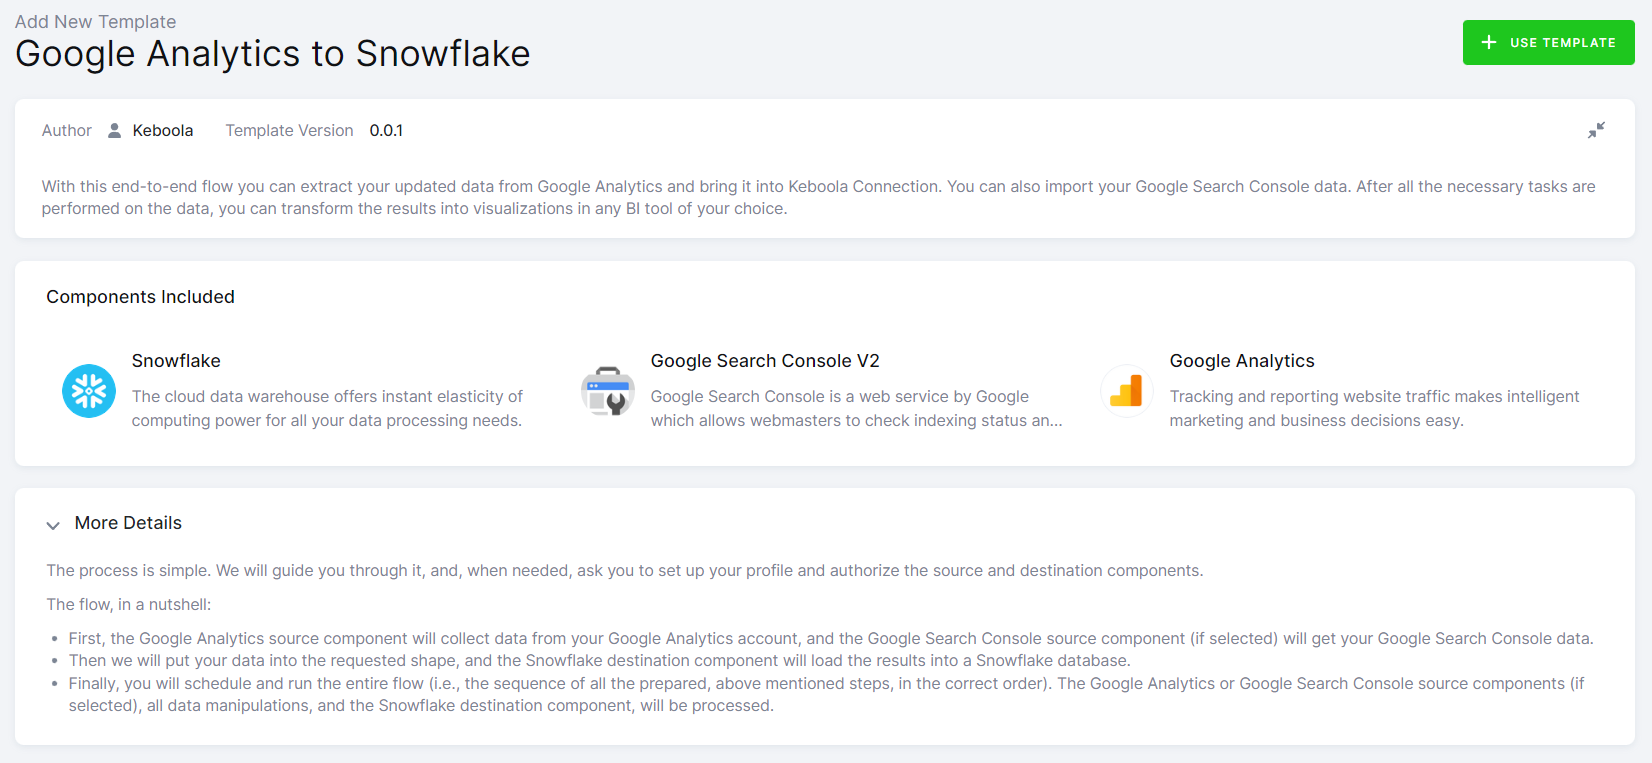 Add New Template
Google Analytics to Snowflake
USE TEMPLATE
Author Keboola Template Version 0.0.1
With this end-to-end flow you can extract your updated data from Google Analytics and bring it into Keboola Connection. You can also import your Google Search Console data. After all the necessary tasks are
performed on the data, you can transform the results into visualizations in any BI tool of your choice.
Components Included
Snowflake
The cloud data warehouse offers instant elasticity of
computing power for all your data processing needs.
Google Search Console V2
Google Search Console is a web service by Google
which allows webmasters to check indexing status an...
Google Analytics
Tracking and reporting website traffic makes intelligent
marketing and business decisions easy.
More Details
The process is simple. We will guide you through it, and, when needed, ask you to set up your profile and authorize the source and destination components.
The flow, in a nutshell:
• First, the Google Analytics source component will collect data from your Google Analytics account, and the Google Search Console source component (if selected) will get your Google Search Console data.
• Then we will put your data into the requested shape, and the Snowflake destination component will load the results into a Snowflake database.
• Finally, you will schedule and run the entire flow (i.e., the sequence of all the prepared, above mentioned steps, in the correct order). The Google Analytics or Google Search Console source components (if
selected), all data manipulations, and the Snowflake destination component, will be processed.